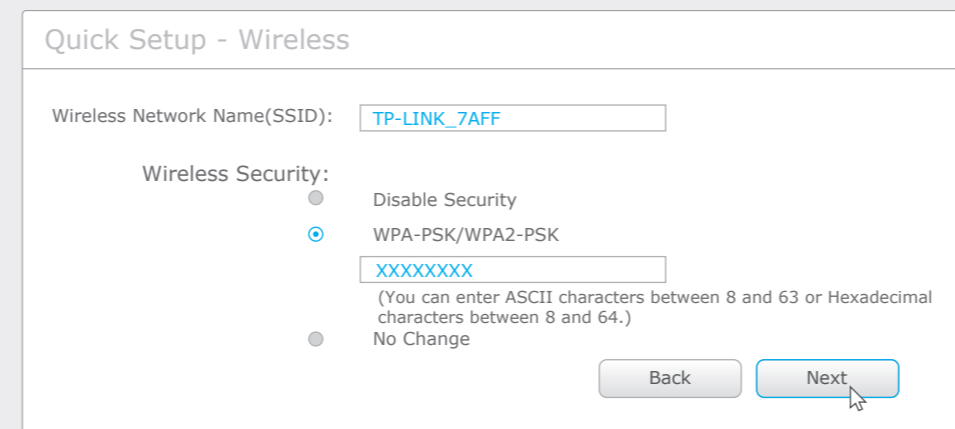 Quick Setup - Wireless
Wireless Network Name(SSID): TP-LINK_7AFF
Wireless Security:
Disable Security
WPA-PSK/WPA2-PSK
XXXXXXXX
(You can enter ASCII characters between 8 and 63 or Hexadecimal
characters between 8 and 64.)
No Change
Back Next